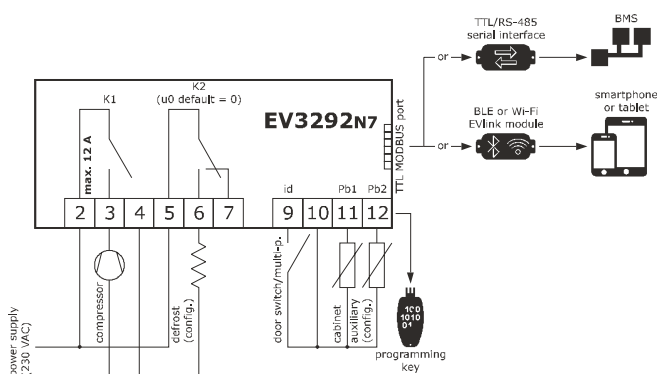 TTL/RS-485
serial interface
BMS
or
K1
K2
(u0 default = 0)
EV3292N7
max. 12 A
TTL MODBUS port
BLE or Wi-Fi
EVlink module
or
smartphone
or tablet
id
Pb1
Pb2
2
3
4
5
6
7
9
10
11
12
power supply
(230 VAC)
compressor
defrost
(config.)
door switch/multi-p.
cabinet
auxiliary
(config.)
100
1010
01
programming
key